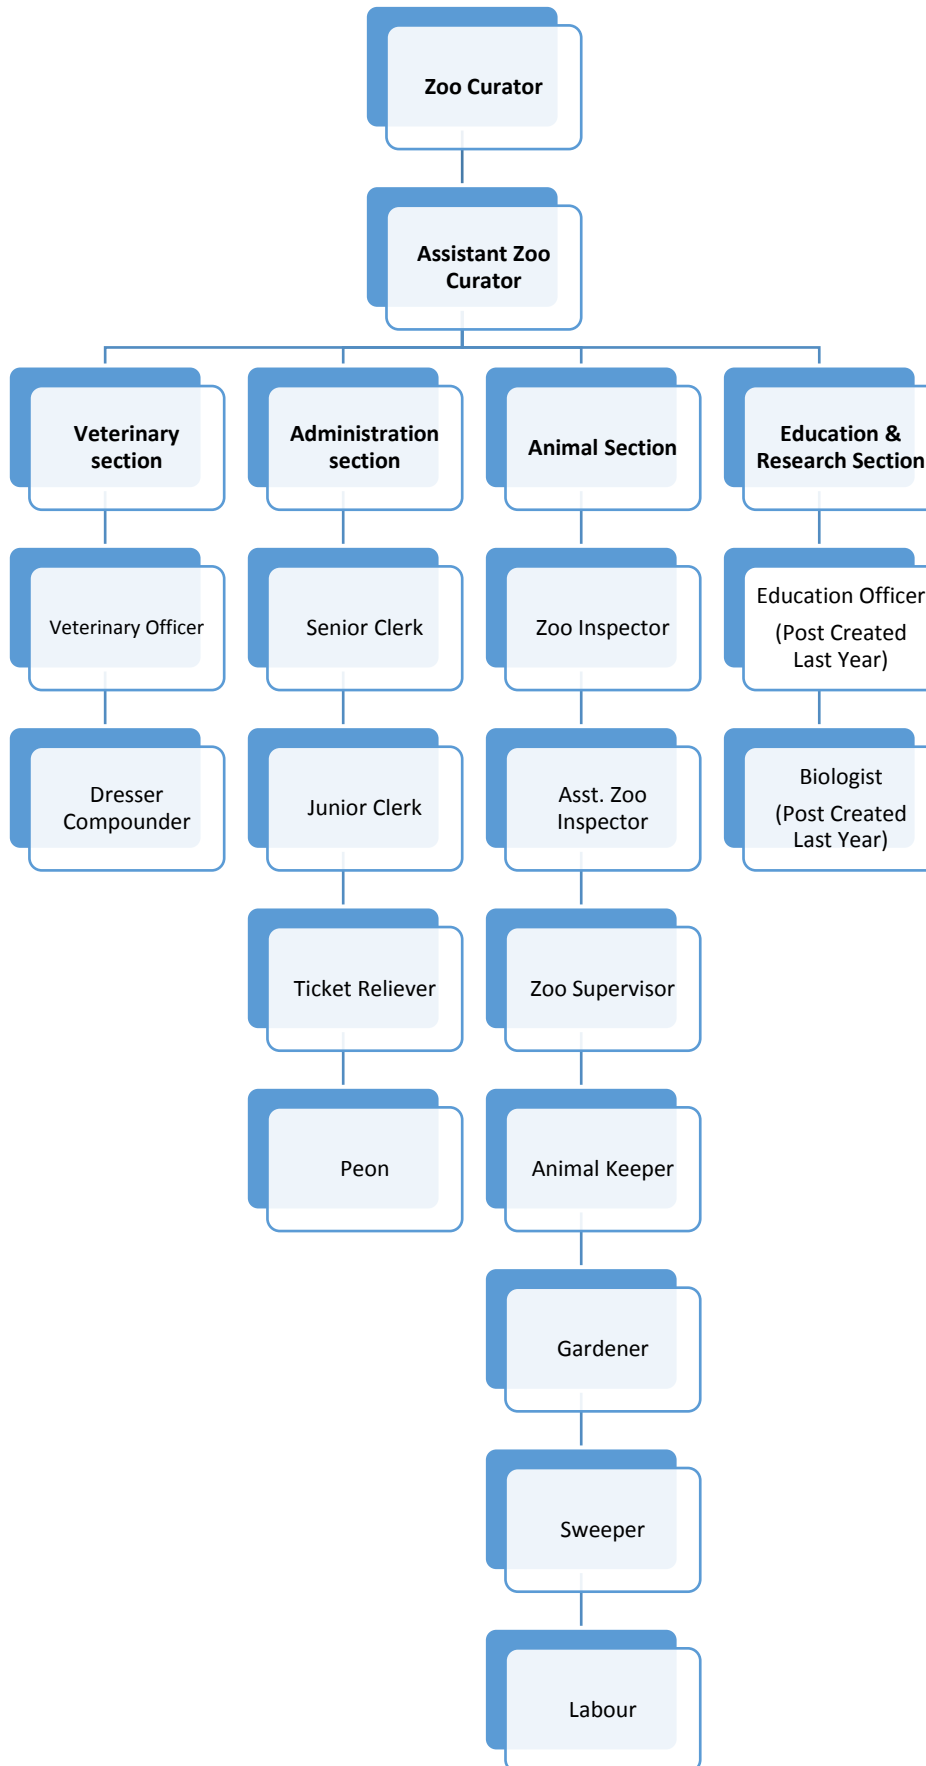 Zoo Curator
Assistant Zoo
Curator
Veterinary
section
Administration
section
Animal Section
Education &
Research Section
Veterinary Officer
Senior Clerk
Zoo Inspector
Education Officer
(Post Created
Last Year)
Dresser
Compounder
Junior Clerk
Asst. Zoo
Inspector
Biologist
(Post Created
Last Year)
Ticket Reliever
Zoo Supervisor
Peon
Animal Keeper
Gardener
Sweeper
Labour